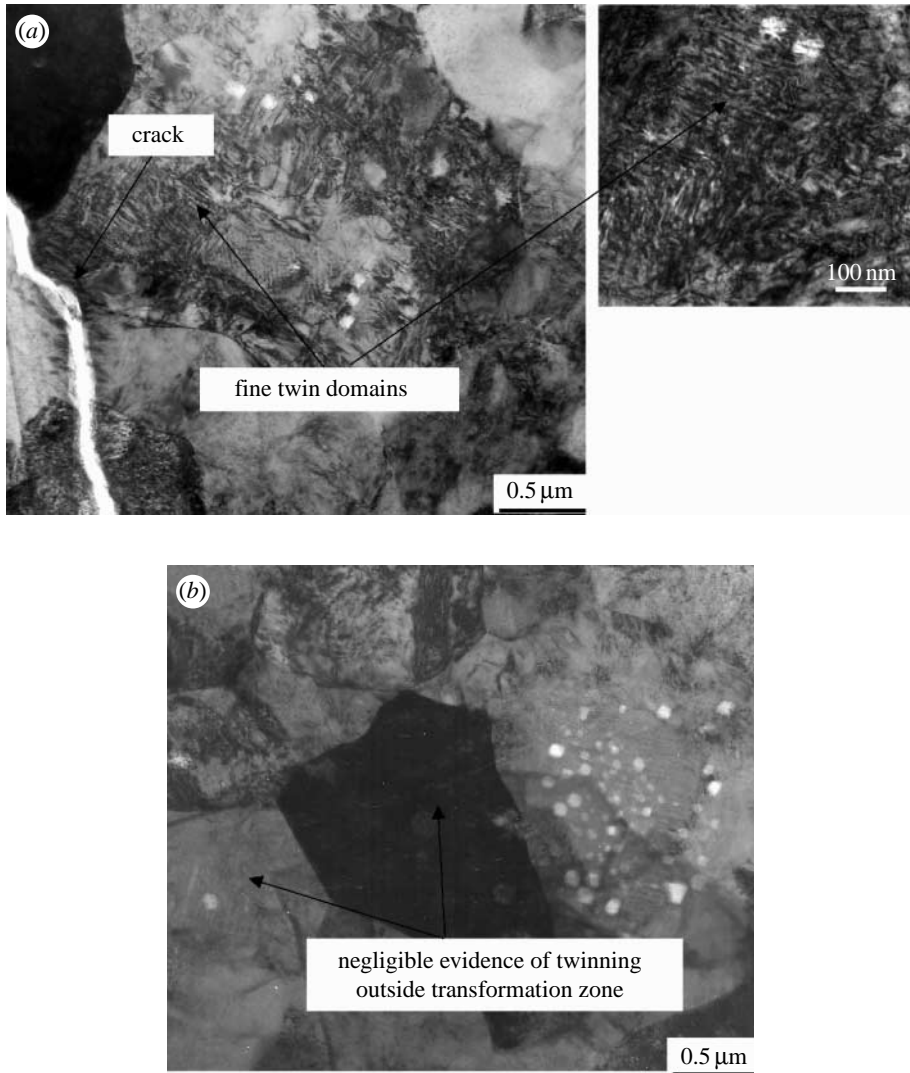 (a)
crack
100 nm
fine twin domains
0.5 μm
(b)
negligible evidence of twinning
outside transformation zone
0.5 μm